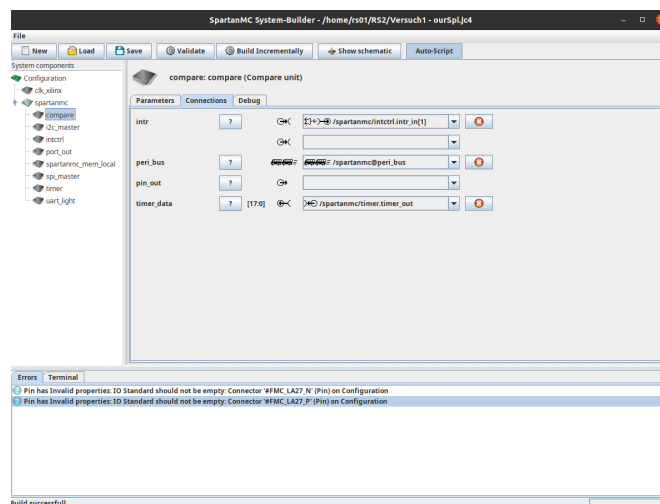 SpartanMC System-Builder - /home/rs01/RS2/Versuch1 - ourSpi.jc4
File
New Load Save Validate Build Incrementally Show schematic Auto-Script
System components
Configuration
clk_xilinx
spartanmc
compare
i2c_master
intctrl
port_out
spartanmc_mem_local
spi_master
timer
uart_light
compare: compare (Compare unit)
Parameters Connections Debug
intr ? /spartanmc/intctrl.intr_in[1]
peri_bus ? /spartanmc@peri_bus
pin_out ?
timer_data ? [17:0] /spartanmc/timer.timer_out
Errors Terminal
Pin has Invalid properties: IO Standard should not be empty: Connector '#FMC_LA27_N' (Pin) on Configuration
Pin has Invalid properties: IO Standard should not be empty: Connector '#FMC_LA27_P' (Pin) on Configuration
Build successfull